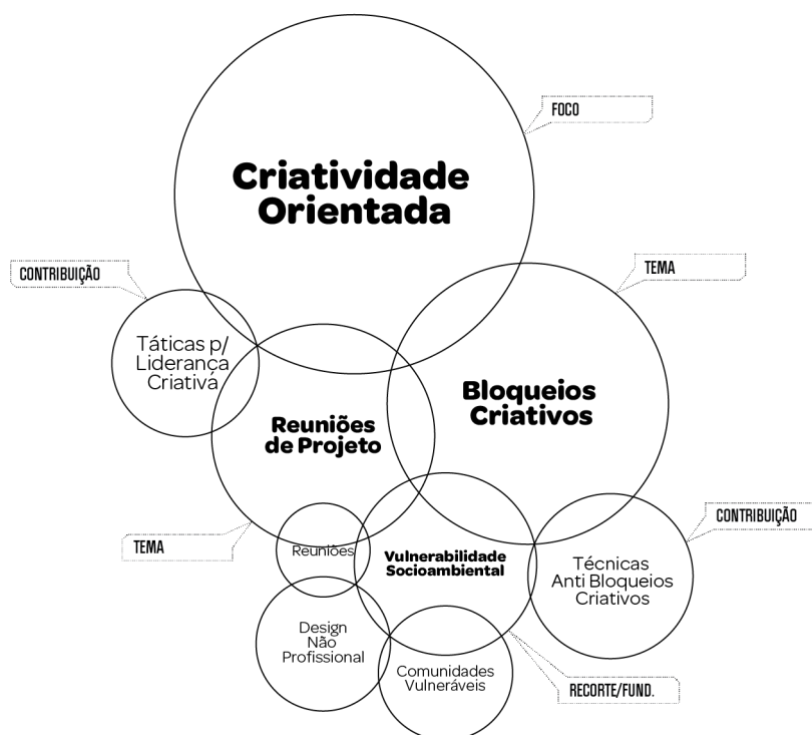 FOCO
Criatividade
Orientada
CONTRIBUIÇÃO
TEMA
Táticas p/
Liderança
Criativa
Bloqueios
Criativos
Reuniões
de Projeto
CONTRIBUIÇÃO
TEMA
Reuniões
Vulnerabilidade
Socioambiental
Técnicas
Anti Bloqueios
Criativos
Design
Não
Profissional
Comunidades
Vulneráveis
RECORTE/FUND.